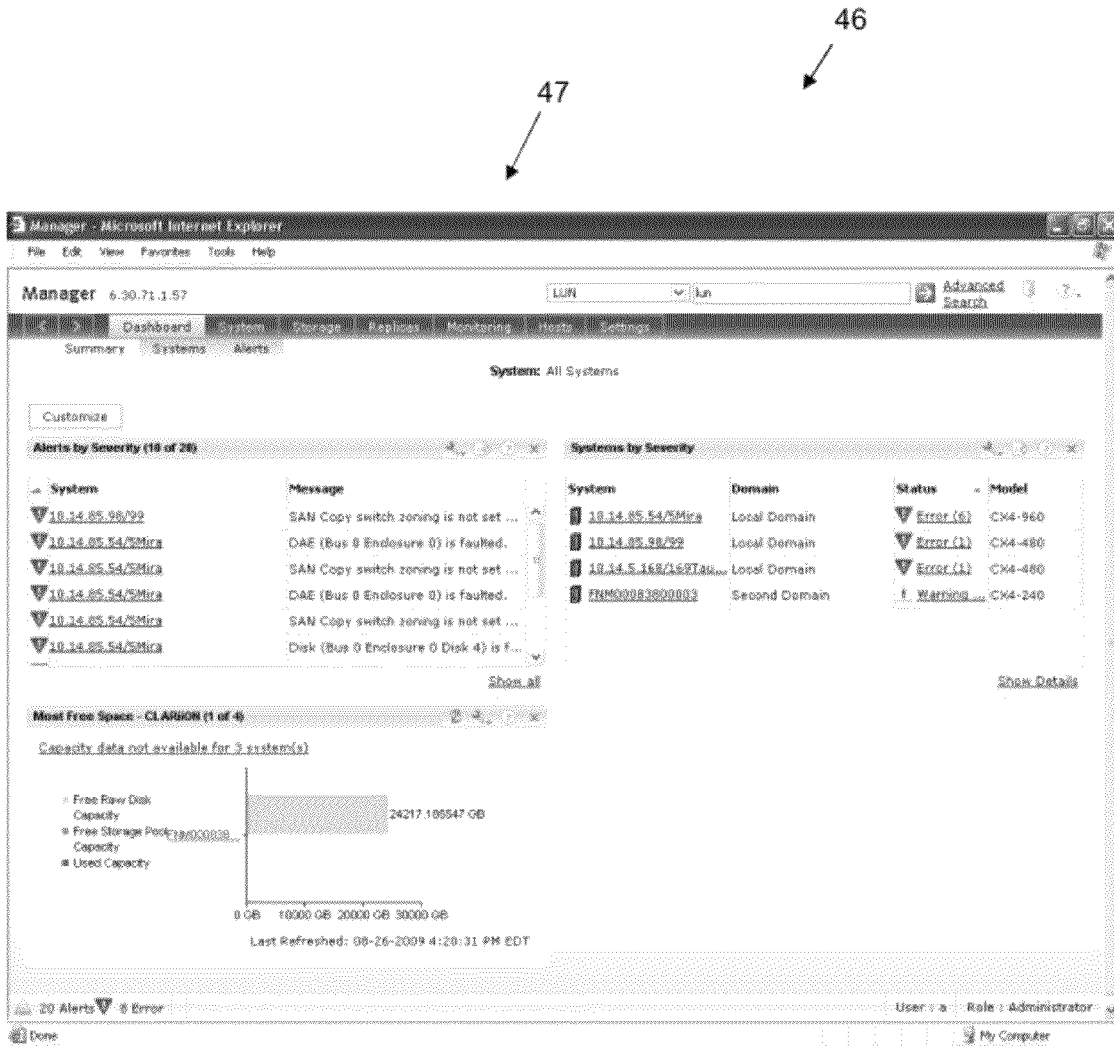 46
47
Manager - Microsoft Internet Explorer
File Edit View Favorites Tools Help
Manager 6.30.71.1.57
LUN lun Advanced Search
Dashboard System Storage Replicas Monitoring Hosts Settings
Summary Systems Alerts
System: All Systems
Customize
Alerts by Severity
Systems by Severity
System Message
System Domain Status Model
10.14.85.98/99 SAN Copy switch zoning is not set ...
10.14.85.54/5Mira Local Domain Error (6) CX4-960
10.14.85.54/5Mira DAE (Bus 0 Enclosure 0) is faulted.
10.14.85.98/99 Local Domain Error (1) CX4-480
10.14.85.54/5Mira SAN Copy switch zoning is not set ...
10.14.5.168/169Tau... Local Domain Error (1) CX4-480
10.14.85.54/5Mira DAE (Bus 0 Enclosure 0) is faulted.
FNM00083800003 Second Domain Warning ... CX4-240
10.14.85.54/5Mira SAN Copy switch zoning is not set ...
10.14.85.54/5Mira Disk (Bus 0 Enclosure 0 Disk 4) is f...
Show all
Show Details
Most Free Space - CLARiiON (1 of 4)
Capacity data not available for 3 system(s)
Free Raw Disk Capacity
24217.186547 GB
Free Storage Pool Capacity
Used Capacity
0 GB 10000 GB 20000 GB 30000 GB
Last Refreshed: 08-26-2009 4:20:31 PM EDT
20 Alerts 8 Error
User : a Role : Administrator
Done
My Computer